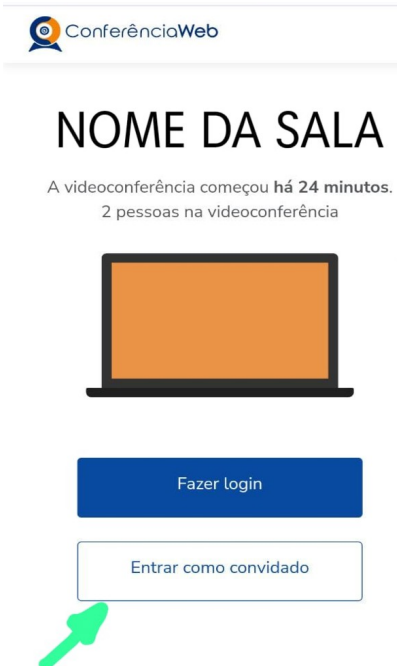 ConferênciaWeb
NOME DA SALA
A videoconferência começou há 24 minutos.
2 pessoas na videoconferência
Fazer login
Entrar como convidado